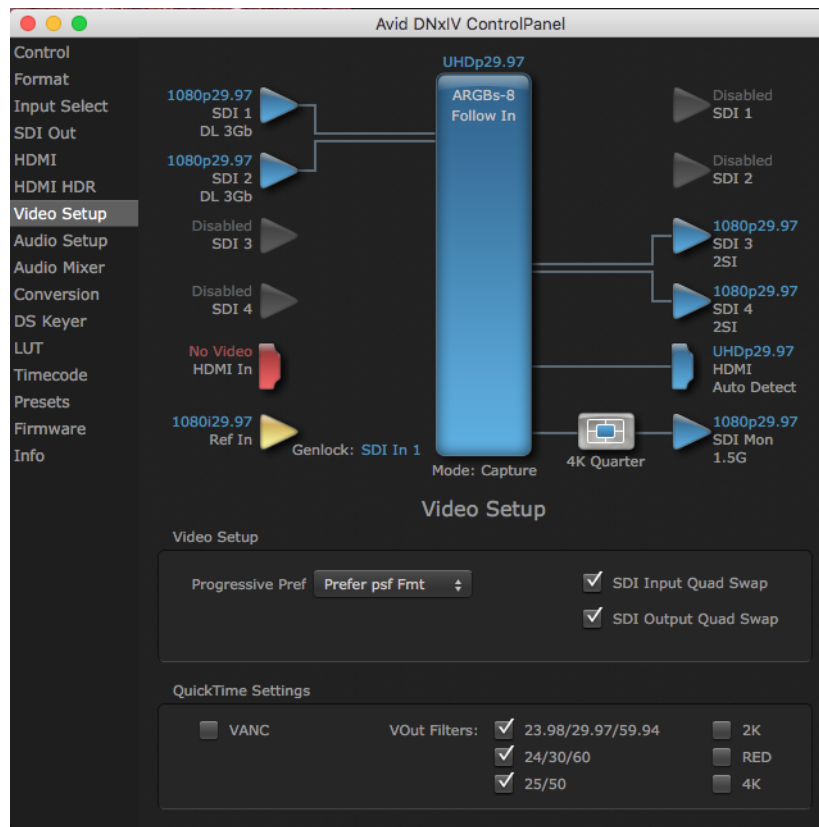 Avid DNxIV ControlPanel
Control
Format
Input Select
SDI Out
HDMI
HDMI HDR
Video Setup
Audio Setup
Audio Mixer
Conversion
DS Keyer
LUT
Timecode
Presets
Firmware
Info
1080p29.97
SDI 1
DL 3Gb
1080p29.97
SDI 2
DL 3Gb
Disabled
SDI 3
Disabled
SDI 4
No Video
HDMI In
1080i29.97
Ref In
Genlock: SDI In 1
UHDp29.97
ARGBs-8
Follow In
Mode: Capture
4K Quarter
Disabled
SDI 1
Disabled
SDI 2
1080p29.97
SDI 3
2SI
1080p29.97
SDI 4
2SI
UHDp29.97
HDMI
Auto Detect
1080p29.97
SDI Mon
1.5G
Video Setup
Video Setup
Progressive Pref Prefer psf Fmt
SDI Input Quad Swap
SDI Output Quad Swap
QuickTime Settings
VANC
VOut Filters: 23.98/29.97/59.94 2K
24/30/60 RED
25/50 4K